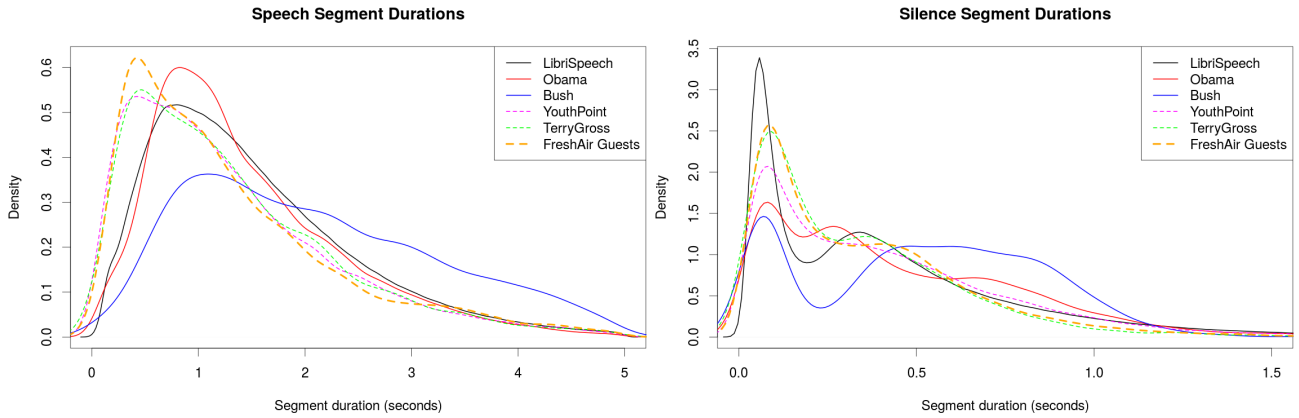 Speech Segment Durations
Density
0.0
0.1
0.2
0.3
0.4
0.5
0.6
LibriSpeech
Obama
Bush
YouthPoint
TerryGross
FreshAir Guests
0 1 2 3 4 5
Segment duration (seconds)
Silence Segment Durations
Density
0.0
0.5
1.0
1.5
2.0
2.5
3.0
3.5
LibriSpeech
Obama
Bush
YouthPoint
TerryGross
FreshAir Guests
0.0 0.5 1.0 1.5
Segment duration (seconds)